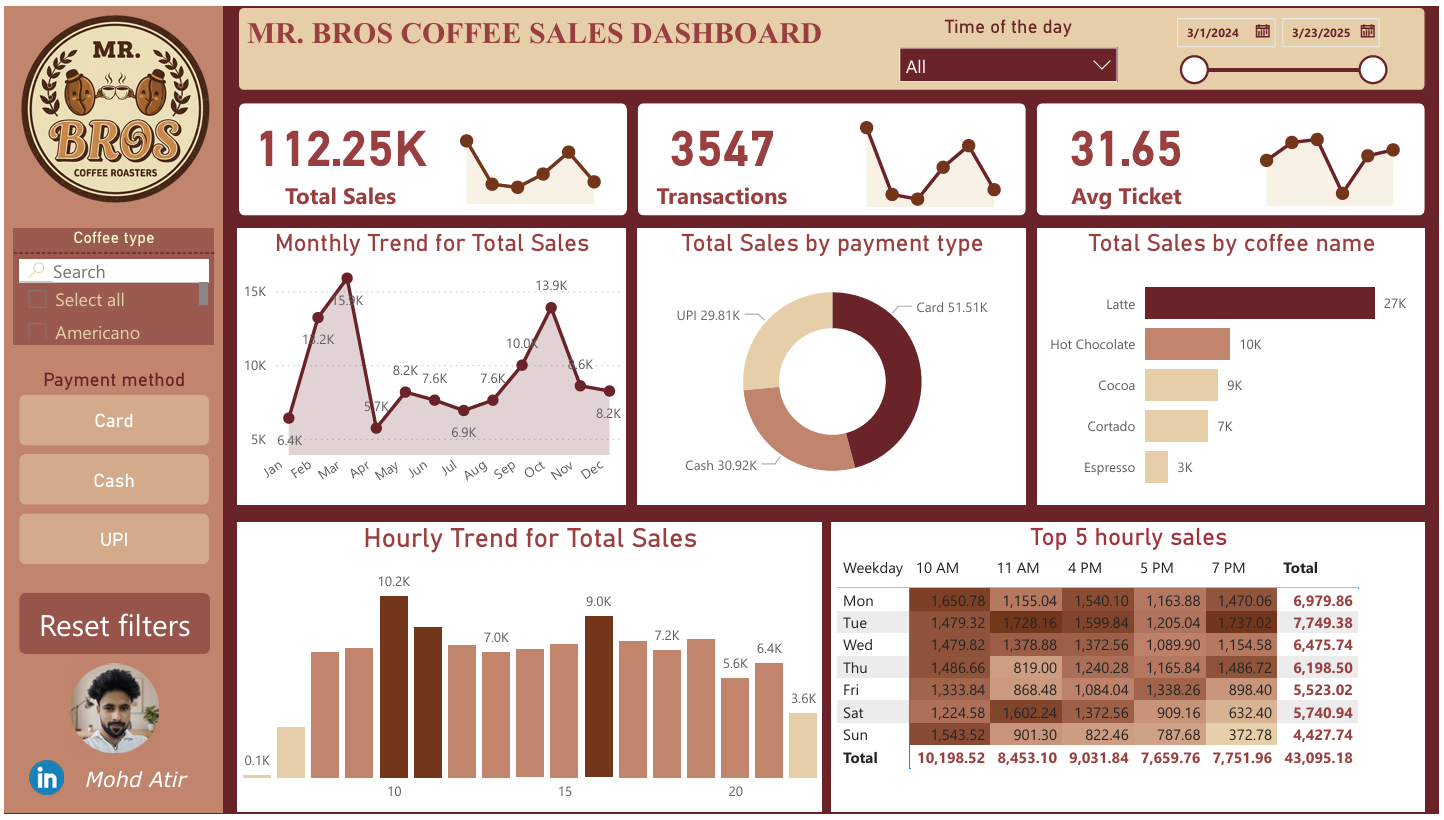 MR.
BROS
COFFEE ROASTERS
MR. BROS COFFEE SALES DASHBOARD
Time of the day
All
3/1/2024
3/23/2025
112.25K
Total Sales
3547
Transactions
31.65
Avg Ticket
Coffee type
Search
Select all
Americano
Payment method
Card
Cash
UPI
Reset filters
in
Mohd Atir
Monthly Trend for Total Sales
15K
10K
5K
6.4K
13.2K
15.9K
5.7K
8.2K
7.6K
6.9K
7.6K
10.0K
13.9K
8.6K
8.2K
Jan Feb Mar Apr May Jun Jul Aug Sep Oct Nov Dec
Total Sales by payment type
UPI 29.81K
Card 51.51K
Cash 30.92K
Total Sales by coffee name
Latte 27K
Hot Chocolate 10K
Cocoa 9K
Cortado 7K
Espresso 3K
Hourly Trend for Total Sales
0.1K
10.2K
7.0K
9.0K
7.2K
5.6K
6.4K
3.6K
10 15 20
Top 5 hourly sales
Weekday 10 AM 11 AM 4 PM 5 PM 7 PM Total
Mon 1,650.78 1,155.04 1,540.10 1,163.88 1,470.06 6,979.86
Tue 1,479.32 1,728.16 1,599.84 1,205.04 1,737.02 7,749.38
Wed 1,479.82 1,378.88 1,372.56 1,089.90 1,154.58 6,475.74
Thu 1,486.66 819.00 1,240.28 1,165.84 1,486.72 6,198.50
Fri 1,333.84 868.48 1,084.04 1,338.26 898.40 5,523.02
Sat 1,224.58 1,602.24 1,372.56 909.16 632.40 5,740.94
Sun 1,543.52 901.30 822.46 787.68 372.78 4,427.74
Total 10,198.52 8,453.10 9,031.84 7,659.76 7,751.96 43,095.18